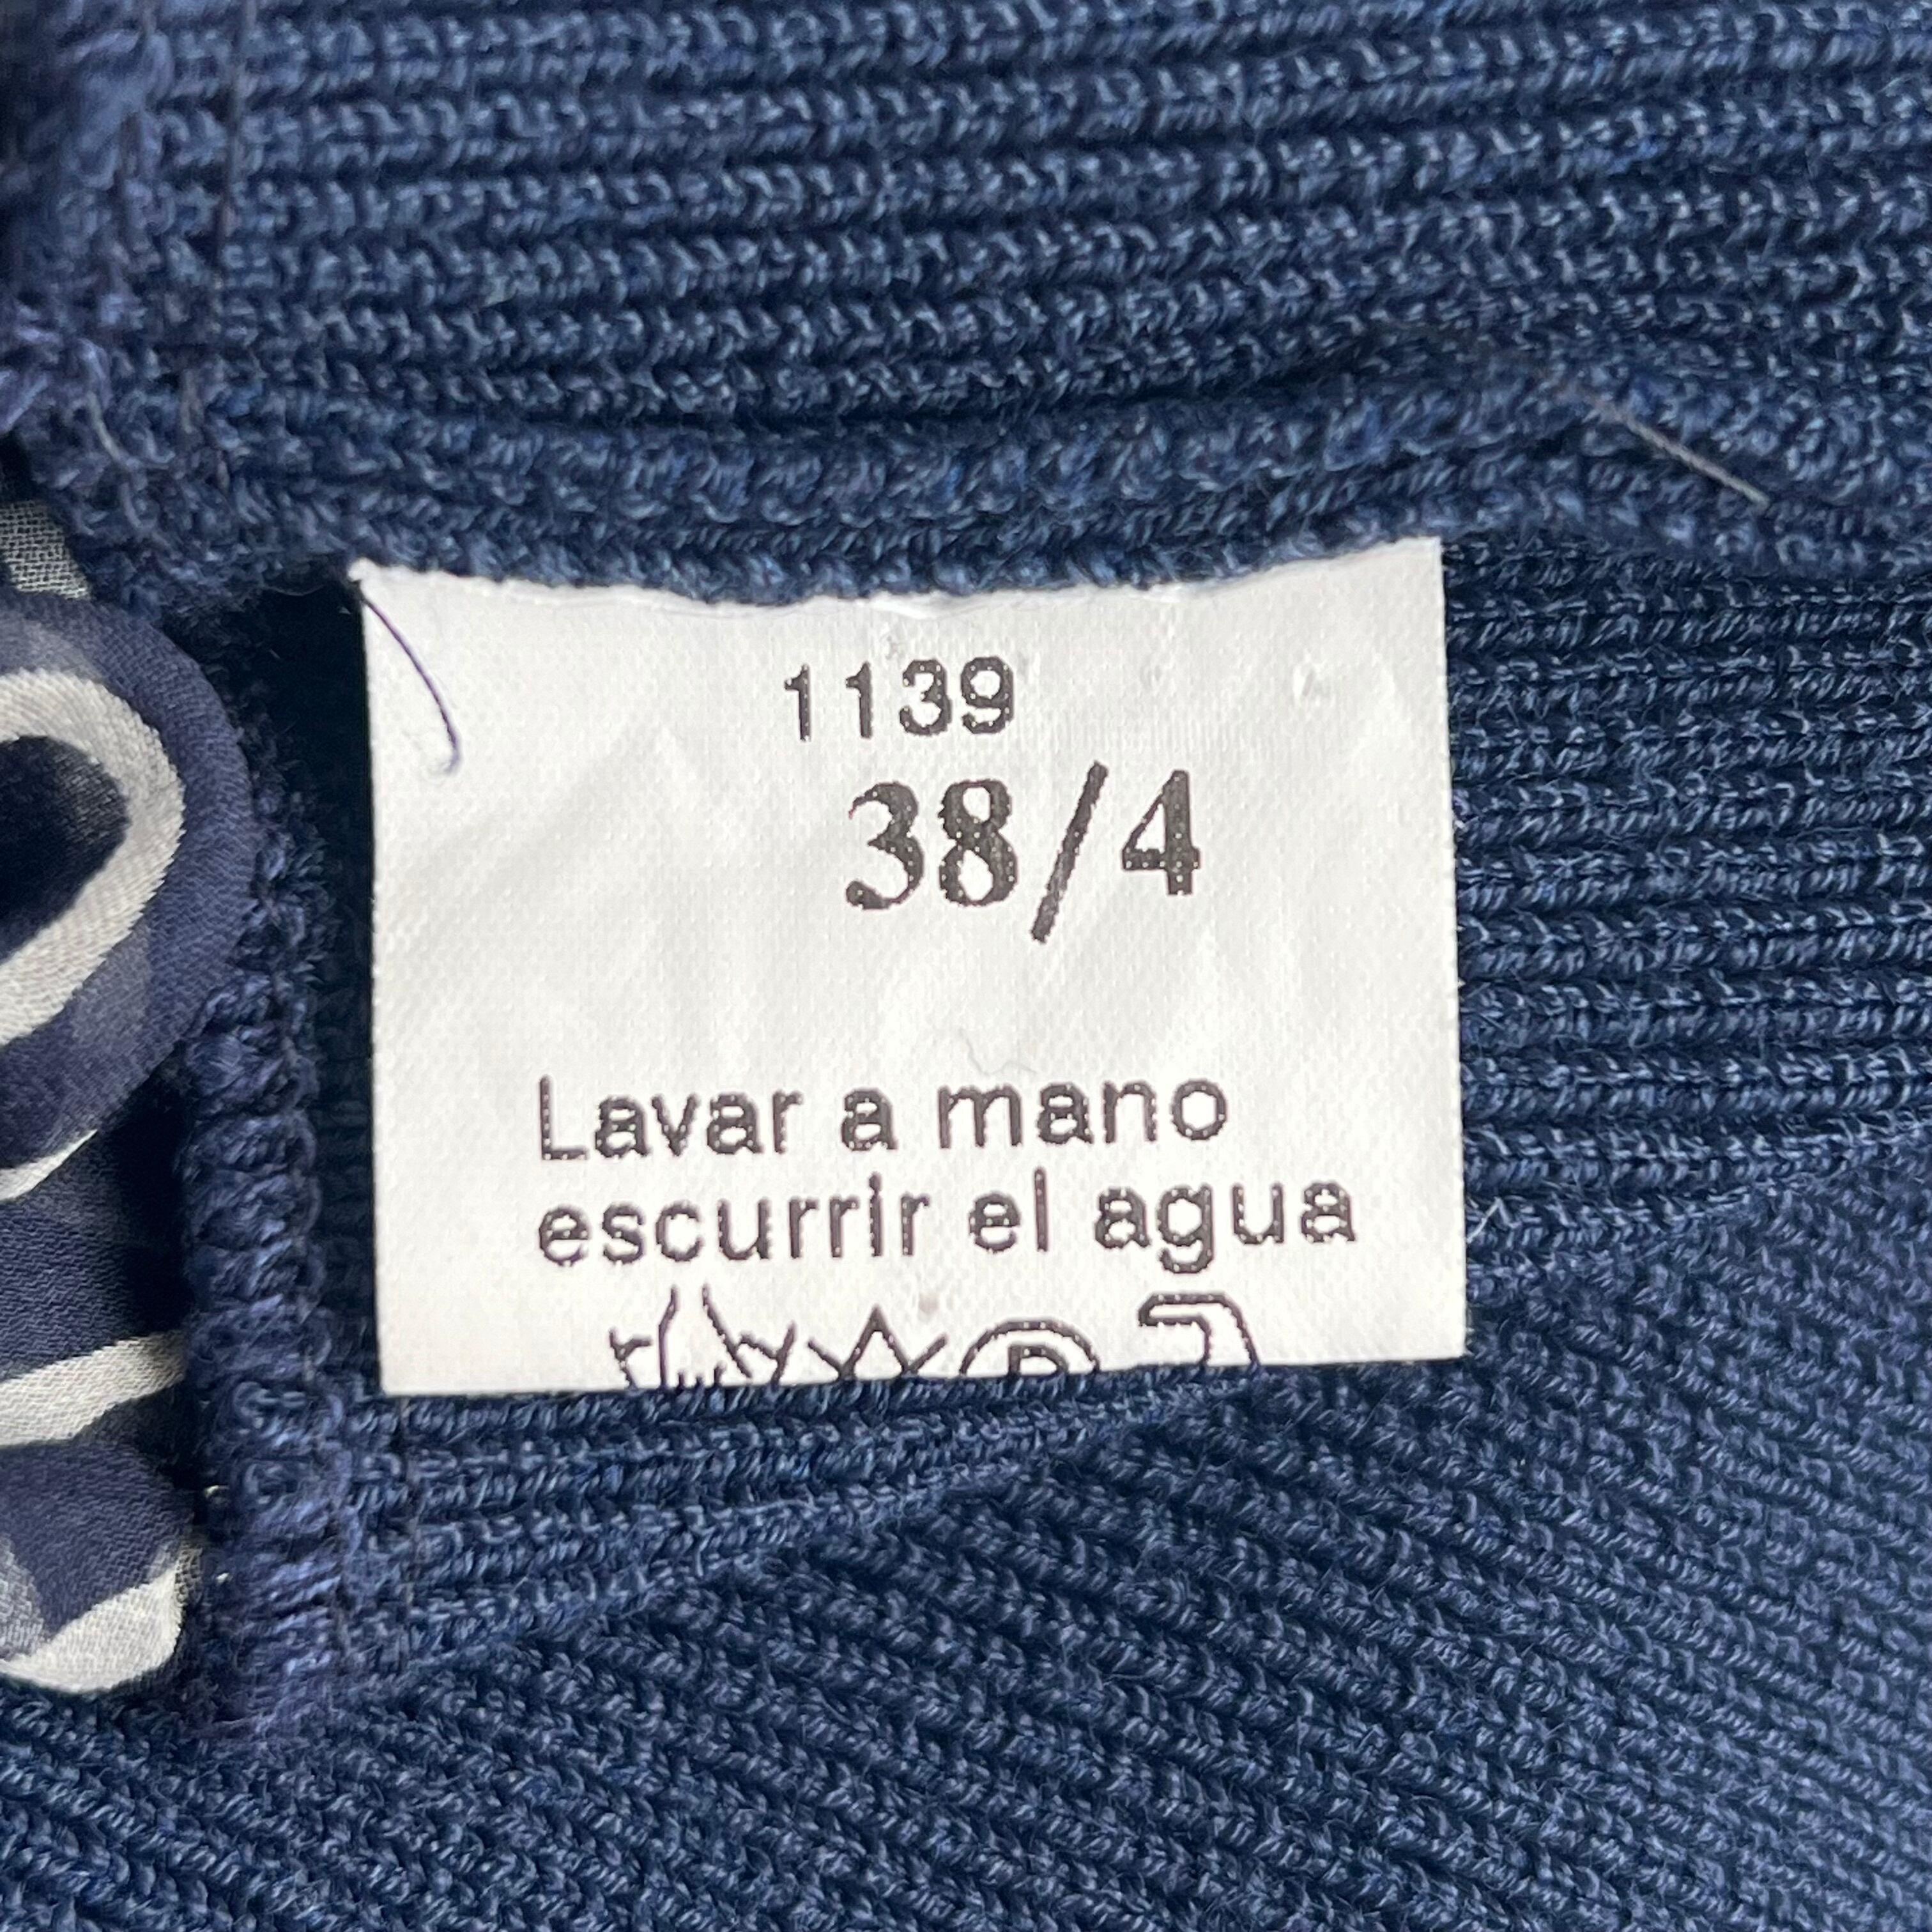 1139
38/4
Lavar a mano
escurrir el agua
P